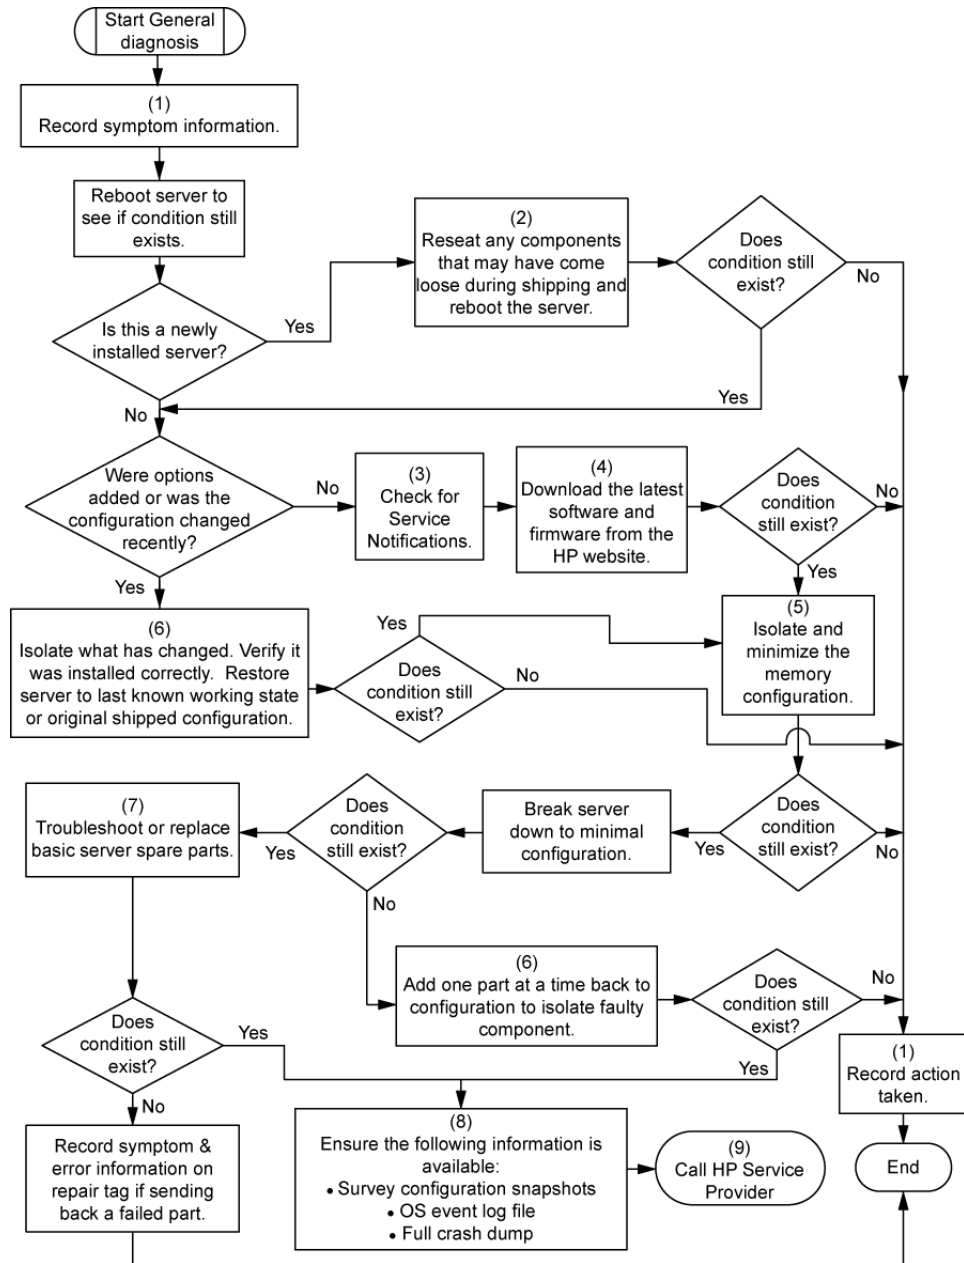 Start General
diagnosis
(1)
Record symptom information.
Reboot server to
see if condition still
exists.
(2)
Reseat any components
that may have come
loose during shipping and
reboot the server.
Does
condition still
exist?
No
Yes
Is this a newly
installed server?
Yes
No
Were options
added or was the
configuration changed
recently?
No
(3)
Check for
Service
Notifications.
(4)
Download the latest
software and
firmware from the
HP website.
Does
condition
still exist?
No
Yes
Yes
(6)
Isolate what has changed. Verify it
was installed correctly. Restore
server to last known working state
or original shipped configuration.
Yes
Does
condition still
exist?
No
(5)
Isolate and
minimize the
memory
configuration.
(7)
Troubleshoot or replace
basic server spare parts.
Yes
Does
condition
still exist?
No
Break server
down to minimal
configuration.
Yes
Does
condition
still exist?
No
(6)
Add one part at a time back to
configuration to isolate faulty
component.
Does
condition still
exist?
No
Yes
Does
condition still
exist?
Yes
No
(1)
Record action
taken.
Record symptom &
error information on
repair tag if sending
back a failed part.
(8)
Ensure the following information is
available:
• Survey configuration snapshots
• OS event log file
• Full crash dump
(9)
Call HP Service
Provider
End